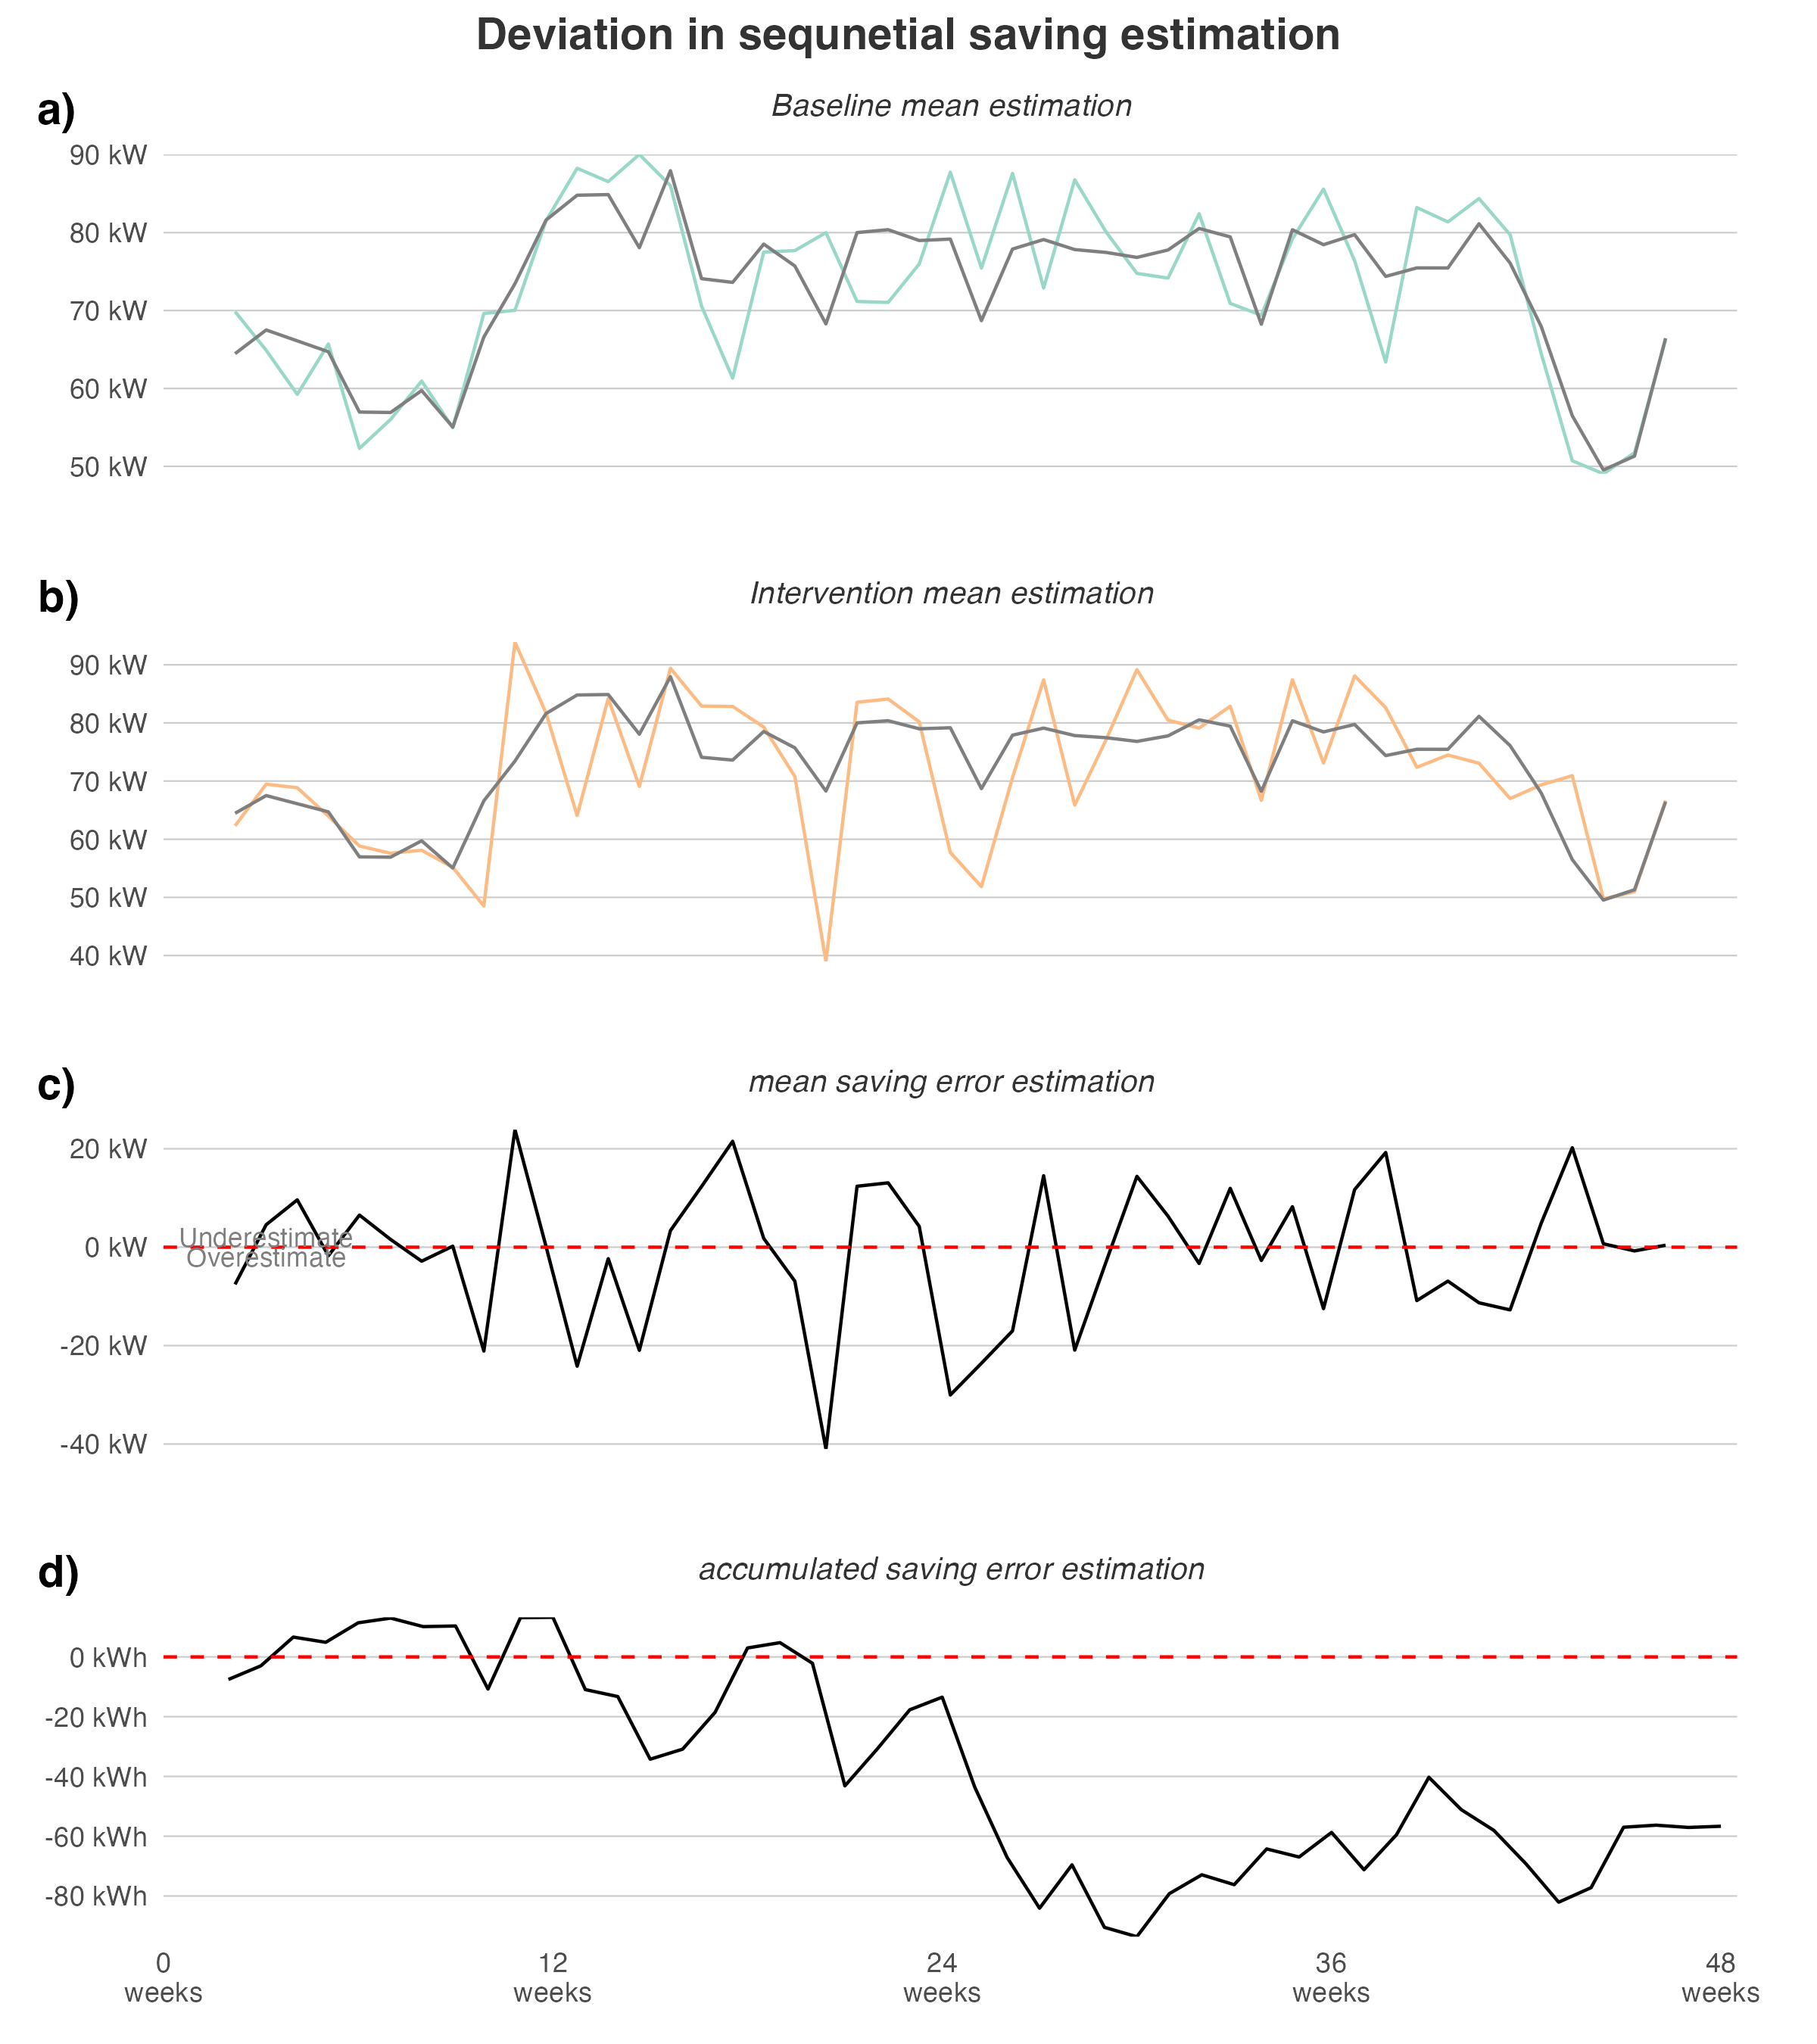 Deviation in sequnetial saving estimation
a)
Baseline mean estimation
90 kW
80 kW
70 kW
60 kW
50 kW
b)
Intervention mean estimation
90 kW
80 kW
70 kW
60 kW
50 kW
40 kW
c)
mean saving error estimation
20 kW
Underestimate
0 kW
Overestimate
-20 kW
-40 kW
d)
accumulated saving error estimation
0 kWh
-20 kWh
-40 kWh
-60 kWh
-80 kWh
0 12 24 36 48
weeks weeks weeks weeks weeks